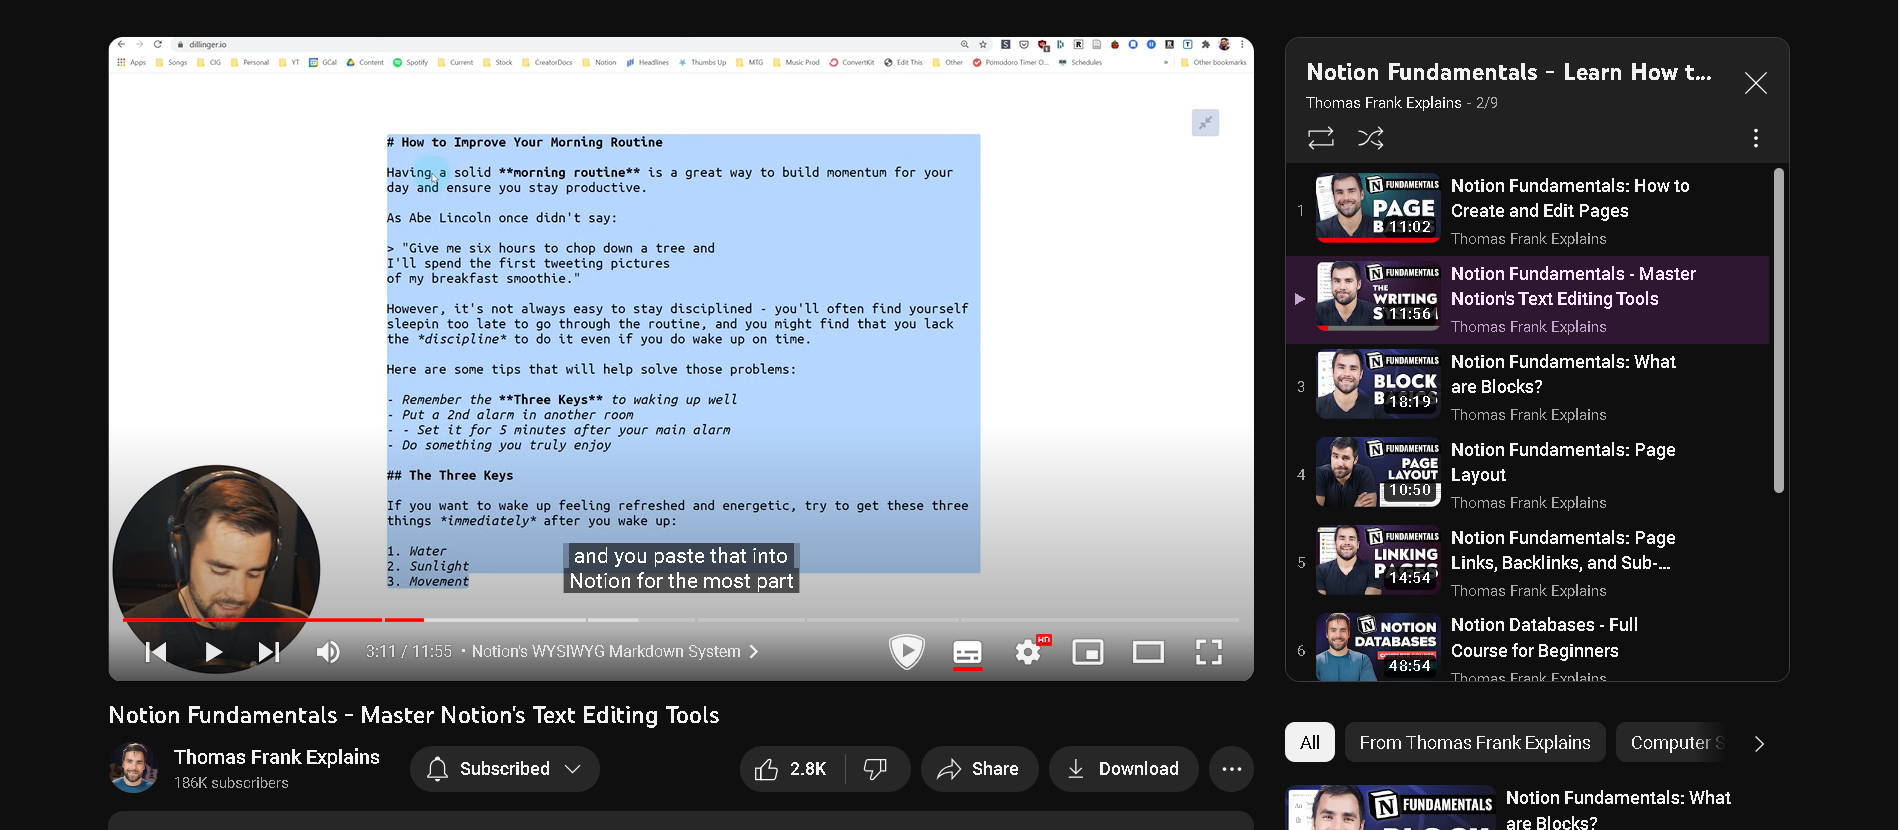 dillinger.io
Apps
Songs
CIG
Personal
YT
GCal
Content
Spotify
Current
Stock
CreatorDocs
Notion
Headlines
Thumbs Up
MTG
Music Prod
ConvertKit
Edit This
Other
Pomodoro Timer O...
Schedules
»
Other bookmarks
# How to Improve Your Morning Routine
Having a solid **morning routine** is a great way to build momentum for your
day and ensure you stay productive.
As Abe Lincoln once didn't say:
> "Give me six hours to chop down a tree and
I'll spend the first tweeting pictures
of my breakfast smoothie."
However, it's not always easy to stay disciplined - you'll often find yourself
sleepin too late to go through the routine, and you might find that you lack
the *discipline* to do it even if you do wake up on time.
Here are some tips that will help solve those problems:
- Remember the **Three Keys** to waking up well
- Put a 2nd alarm in another room
- - Set it for 5 minutes after your main alarm
- Do something you truly enjoy
## The Three Keys
If you want to wake up feeling refreshed and energetic, try to get these three
things *immediately* after you wake up:
1. Water
2. Sunlight
3. Movement
and you paste that into
Notion for the most part
3:11 / 11:55 • Notion's WYSIWYG Markdown System
HD
Notion Fundamentals - Master Notion's Text Editing Tools
Thomas Frank Explains
186K subscribers
Subscribed
2.8K
Share
Download
Notion Fundamentals - Learn How t...
Thomas Frank Explains - 2/9
1
FUNDAMENTALS
PAGE
11:02
Notion Fundamentals: How to
Create and Edit Pages
Thomas Frank Explains
FUNDAMENTALS
THE
WRITING
11:56
Notion Fundamentals - Master
Notion's Text Editing Tools
Thomas Frank Explains
3
FUNDAMENTALS
BLOCK
18:19
Notion Fundamentals: What
are Blocks?
Thomas Frank Explains
4
FUNDAMENTALS
PAGE
LAYOUT
10:50
Notion Fundamentals: Page
Layout
Thomas Frank Explains
5
FUNDAMENTALS
LINKING
PAGES
14:54
Notion Fundamentals: Page
Links, Backlinks, and Sub-...
Thomas Frank Explains
6
NOTION
DATABASES
48:54
Notion Databases - Full
Course for Beginners
Thomas Frank Explains
All
From Thomas Frank Explains
Computer S
FUNDAMENTALS
Notion Fundamentals: What
are Blocks?